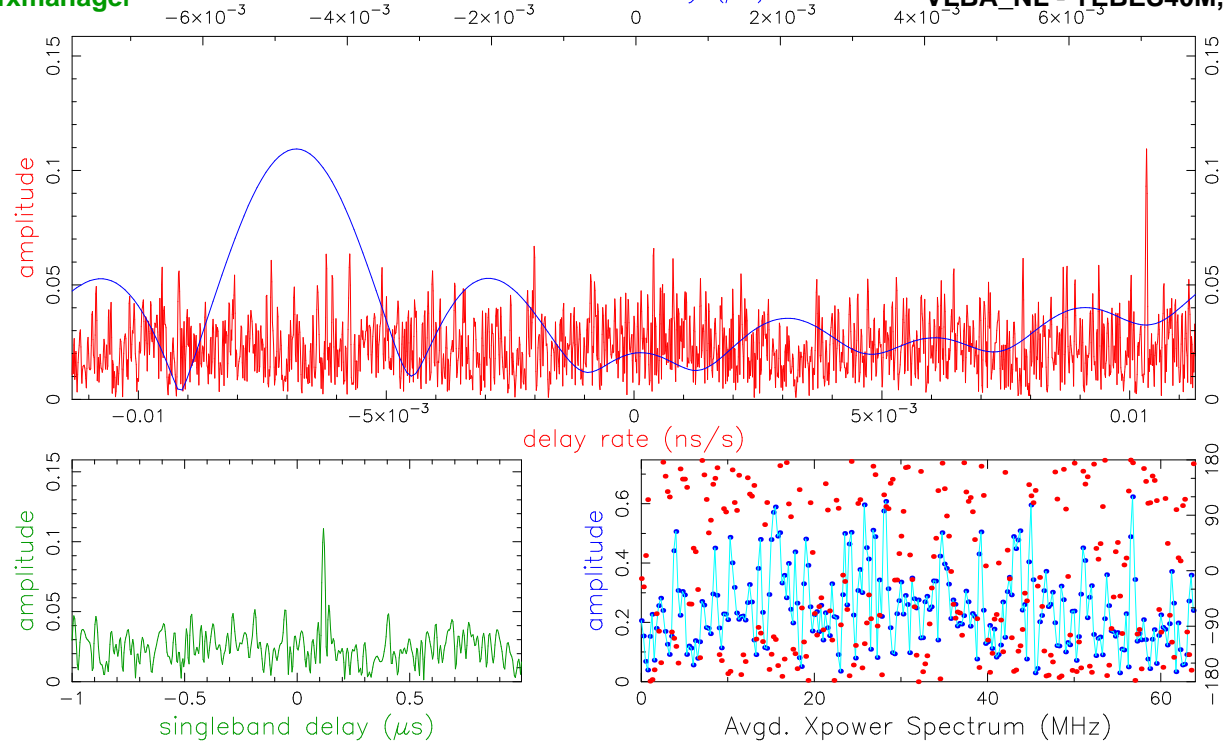 −6×10⁻³ −4×10⁻³ −2×10⁻³ 0 2×10⁻³ 4×10⁻³ 6×10⁻³
amplitude
0 0.05 0.1 0.15
0 0.05 0.1 0.15
−0.01 −5×10⁻³ 0 5×10⁻³ 0.01
delay rate (ns/s)
amplitude
0 0.05 0.1 0.15
−1 −0.5 0 0.5
singleband delay (μs)
amplitude
0 0.2 0.4 0.6
−180 −90 0 90 180
0 20 40 60
Avgd. Xpower Spectrum (MHz)